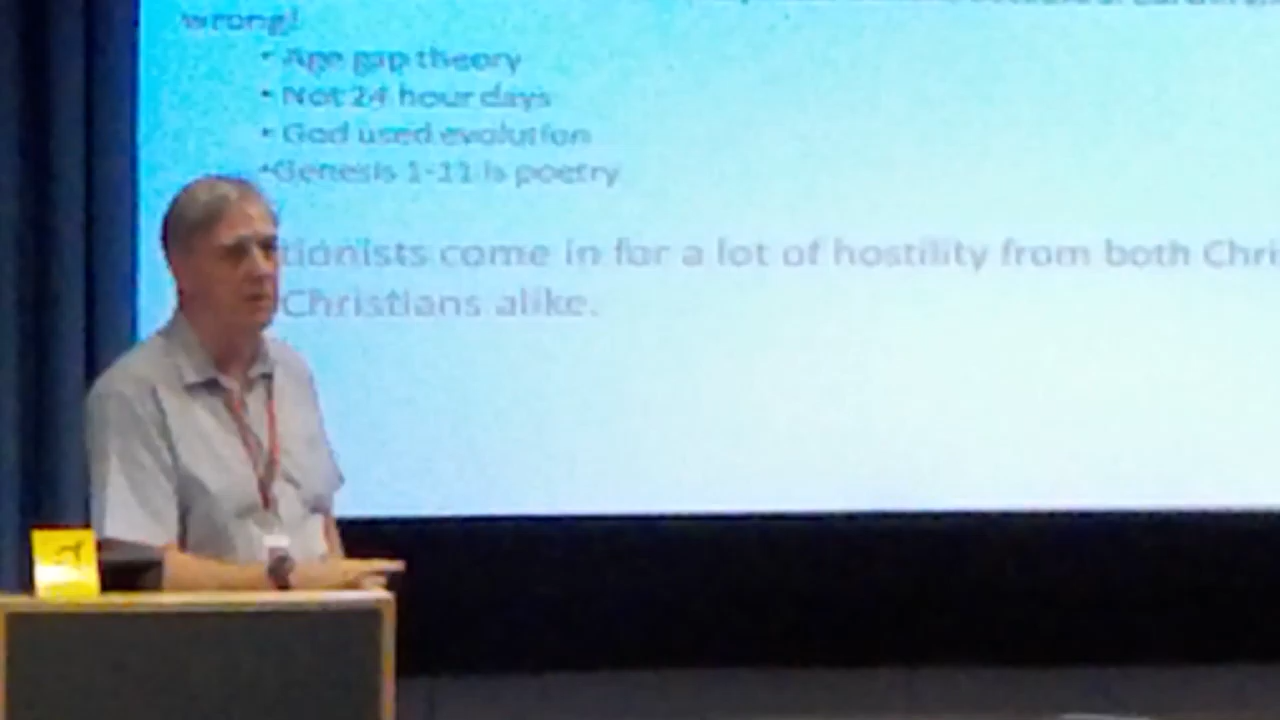 wrong!
• Age gap theory
• Not 24 hour days
• God used evolution
•Genesis 1-11 is poetry
tionists come in for a lot of hostility from both Chri
Christians alike.